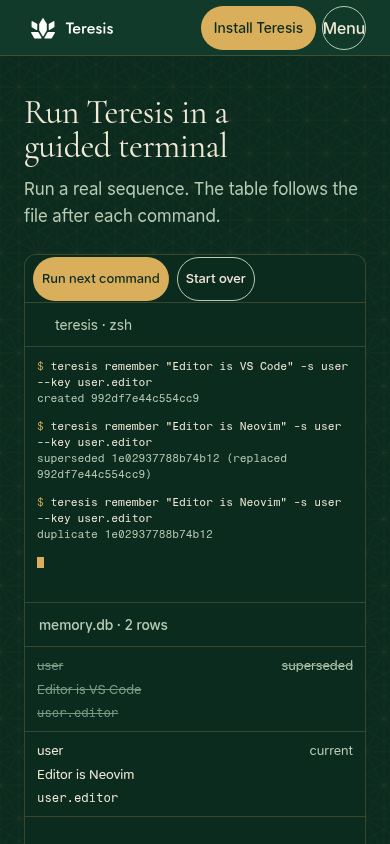 Teresis
Install Teresis
Menu
Run Teresis in a
guided terminal
Run a real sequence. The table follows the
file after each command.
Run next command
Start over
teresis · zsh
$ teresis remember "Editor is VS Code" -s user
--key user.editor
created 992df7e44c554cc9
$ teresis remember "Editor is Neovim" -s user
--key user.editor
superseded 1e02937788b74b12 (replaced
992df7e44c554cc9)
$ teresis remember "Editor is Neovim" -s user
--key user.editor
duplicate 1e02937788b74b12
memory.db · 2 rows
user superseded
Editor is VS Code
user.editor
user current
Editor is Neovim
user.editor